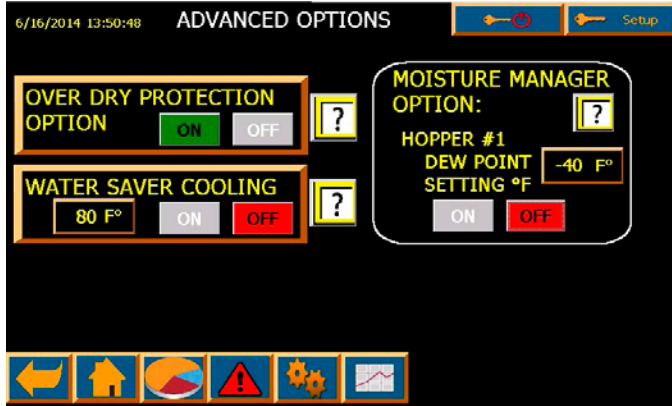 6/16/2014 13:50:48 ADVANCED OPTIONS Setup
OVER DRY PROTECTION
OPTION ON OFF ?
WATER SAVER COOLING
80 F° ON OFF ?
MOISTURE MANAGER
OPTION: ?
HOPPER #1
DEW POINT
SETTING °F
-40 F°
ON OFF